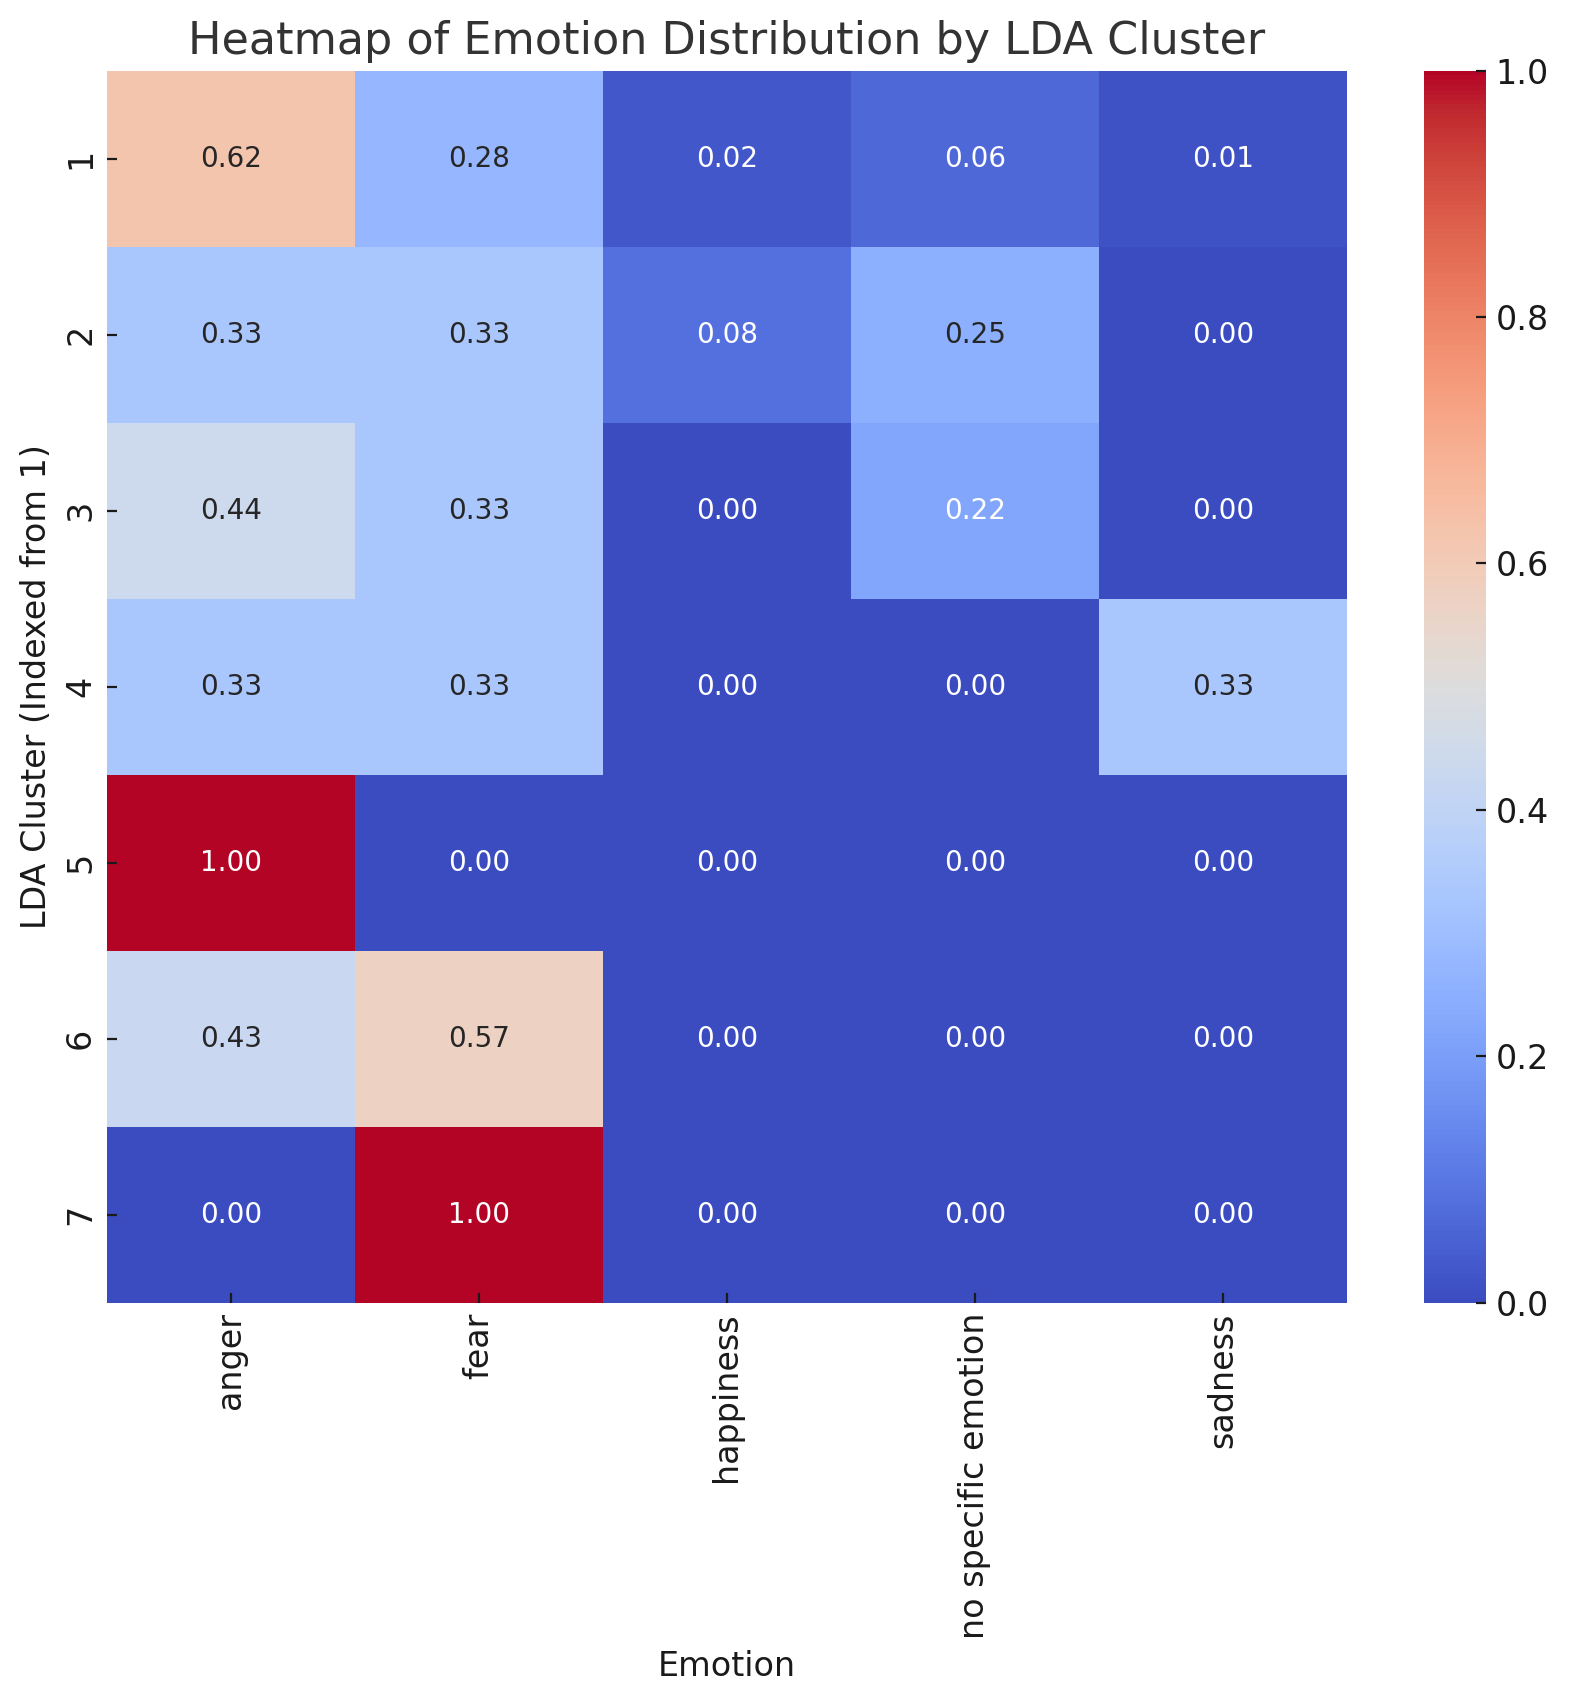 Heatmap of Emotion Distribution by LDA Cluster
LDA Cluster (Indexed from 1)
1 0.62 0.28 0.02 0.06 0.01
2 0.33 0.33 0.08 0.25 0.00
3 0.44 0.33 0.00 0.22 0.00
4 0.33 0.33 0.00 0.00 0.33
5 1.00 0.00 0.00 0.00 0.00
6 0.43 0.57 0.00 0.00 0.00
7 0.00 1.00 0.00 0.00 0.00
anger fear happiness no specific emotion sadness
Emotion
1.0
0.8
0.6
0.4
0.2
0.0